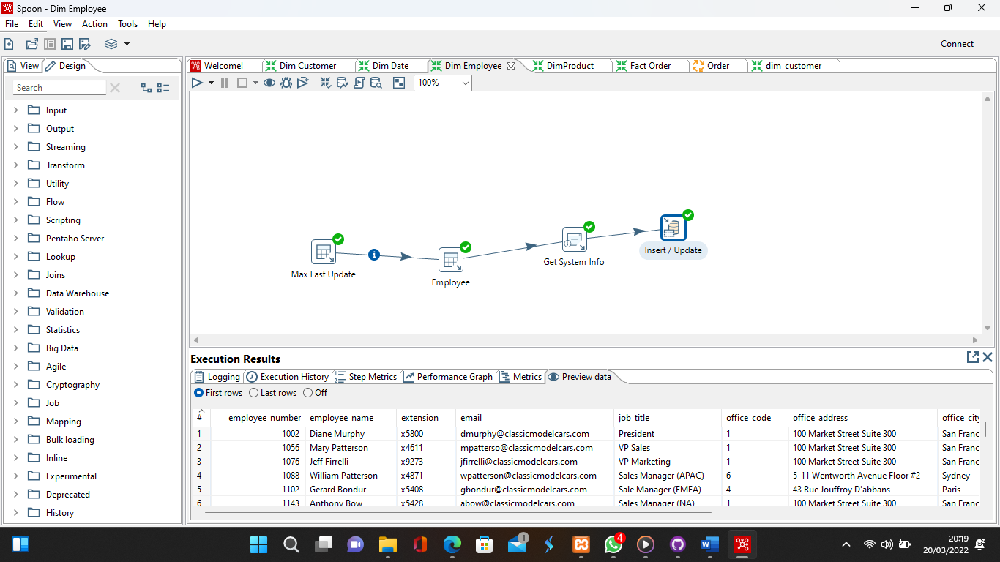 Spoon - Dim Employee
File Edit View Action Tools Help
Connect
View Design
Welcome! Dim Customer Dim Date Dim Employee DimProduct Fact Order Order dim_customer
100%
Search
Input
Output
Streaming
Transform
Utility
Flow
Scripting
Pentaho Server
Lookup
Joins
Data Warehouse
Validation
Statistics
Big Data
Agile
Cryptography
Job
Mapping
Bulk loading
Inline
Experimental
Deprecated
History
Max Last Update
Employee
Get System Info
Insert / Update
Execution Results
Logging Execution History Step Metrics Performance Graph Metrics Preview data
First rows Last rows Off
# employee_number employee_name extension email job_title office_code office_address office_city
1 1002 Diane Murphy x5800 dmurphy@classicmodelcars.com President 1 100 Market Street Suite 300 San Franc
2 1056 Mary Patterson x4611 mpatterso@classicmodelcars.com VP Sales 1 100 Market Street Suite 300 San Franc
3 1076 Jeff Firrelli x9273 jfirrelli@classicmodelcars.com VP Marketing 1 100 Market Street Suite 300 San Franc
4 1088 William Patterson x4871 wpatterson@classicmodelcars.com Sales Manager (APAC) 6 5-11 Wentworth Avenue Floor #2 Sydney
5 1102 Gerard Bondur x5408 gbondur@classicmodelcars.com Sale Manager (EMEA) 4 43 Rue Jouffroy D'abbans Paris
6 1143 Anthony Bow x5428 abow@classicmodelcars.com Sales Manager (NA) 1 100 Market Street Suite 300 San Franc
1
4
20:19
20/03/2022